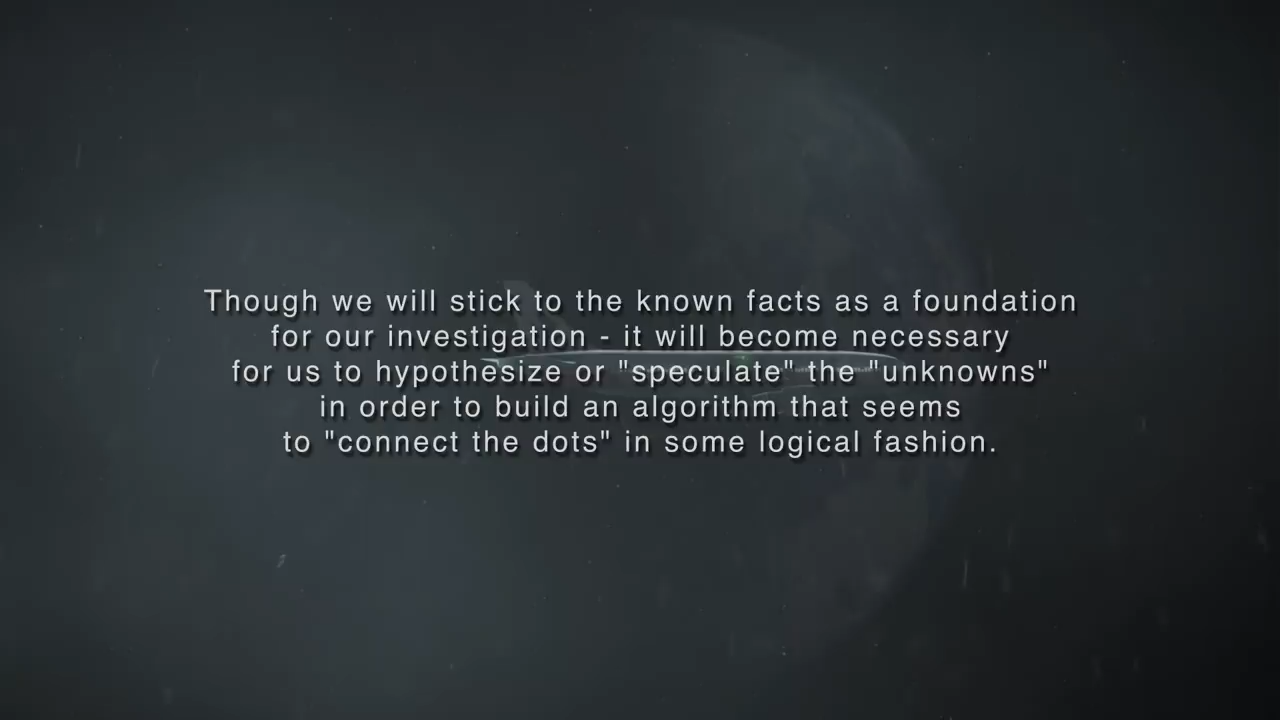 Though we will stick to the known facts as a foundation
for our investigation - it will become necessary
for us to hypothesize or "speculate" the "unknowns"
in order to build an algorithm that seems
to "connect the dots" in some logical fashion.